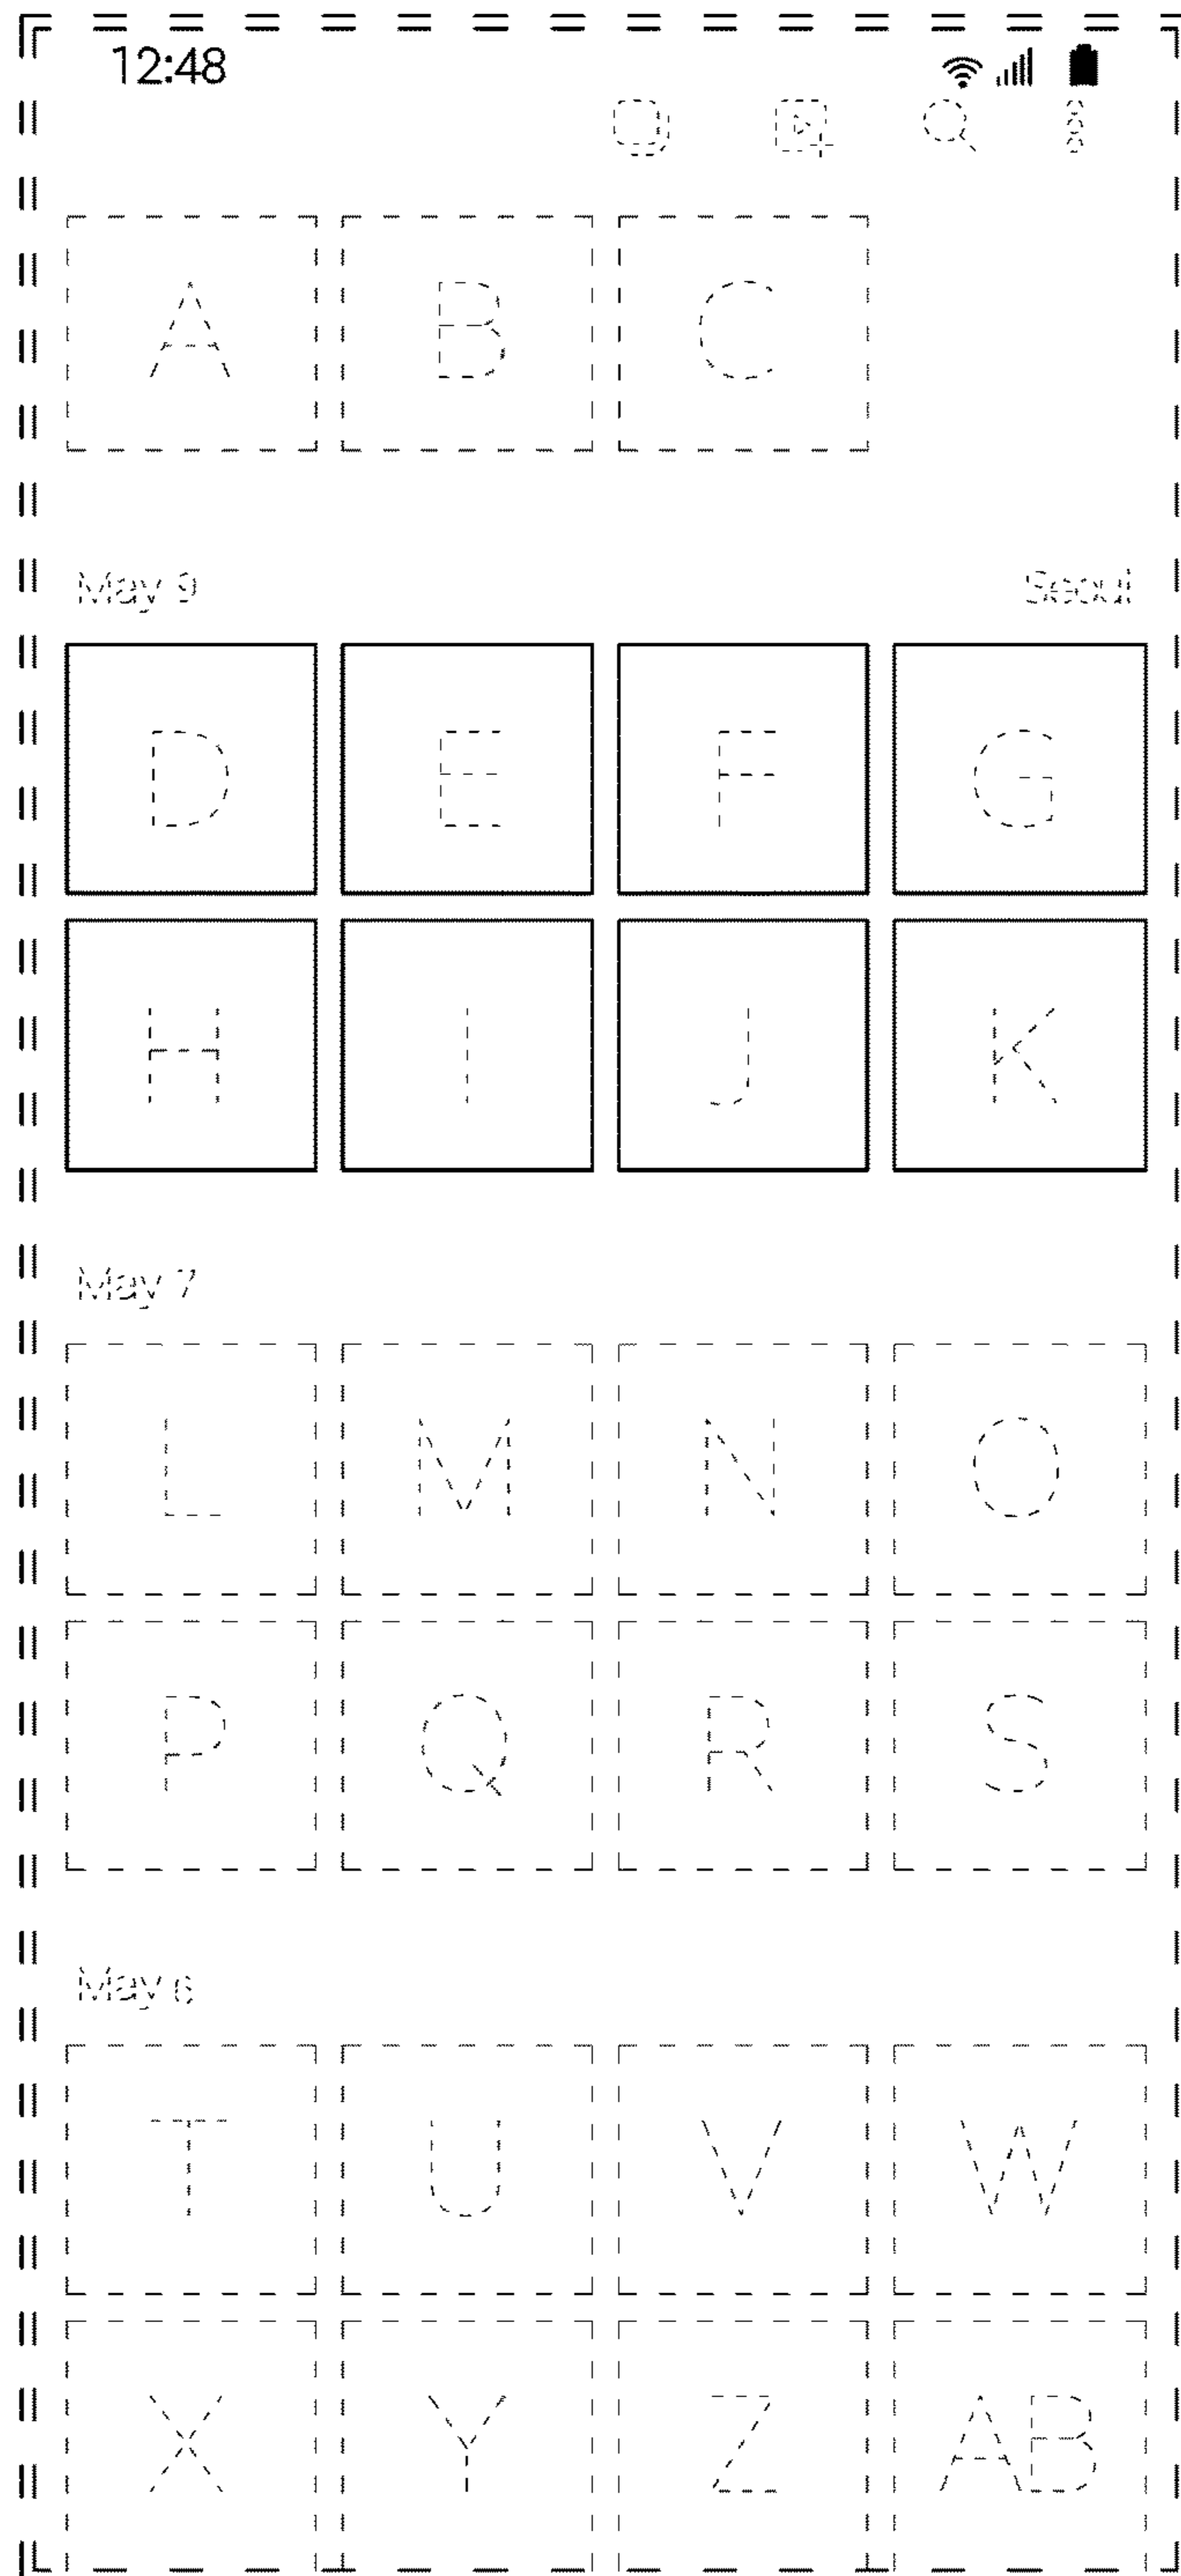 12:48
A B C
May 9 Seoul
D E F G
H I J K
May 7
L M N O
P Q R S
May 6
T U V W
X Y Z AB